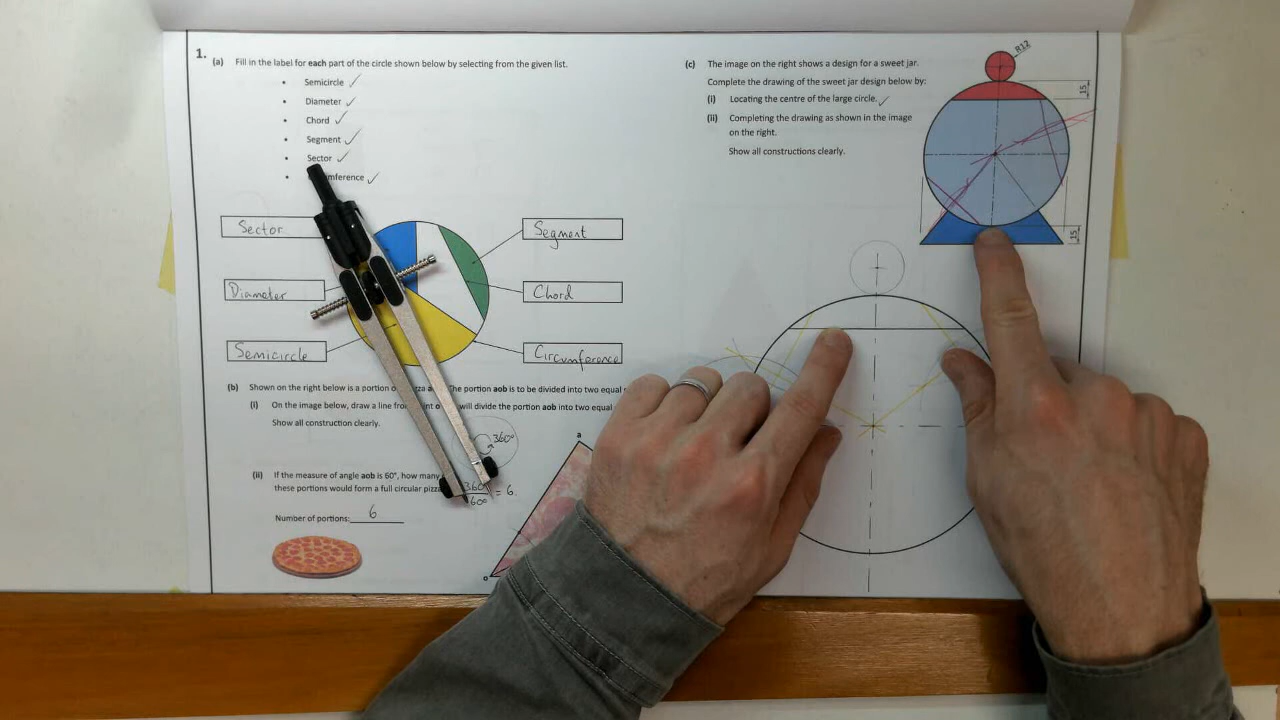 1.
(a) Fill in the label for each part of the circle shown below by selecting from the given list.
• Semicircle
• Diameter
• Chord
• Segment
• Sector
mference
Sector
Segment
Diameter
Chord
Semicircle
Circumference
(b) Shown on the right below is a portion The portion aob is to be divided into two equal
(i) On the image below, draw a line will divide the portion aob into two equal
Show all construction clearly.
360°
a
(ii) If the measure of angle aob is 60°, how many
these portions would form a full circular
360°
60°
= 6
Number of portions: 6
o
(c) The image on the right shows a design for a sweet jar.
Complete the drawing of the sweet jar design below by:
(i) Locating the centre of the large circle.
(ii) Completing the drawing as shown in the image
on the right.
Show all constructions clearly.
R12
15
15